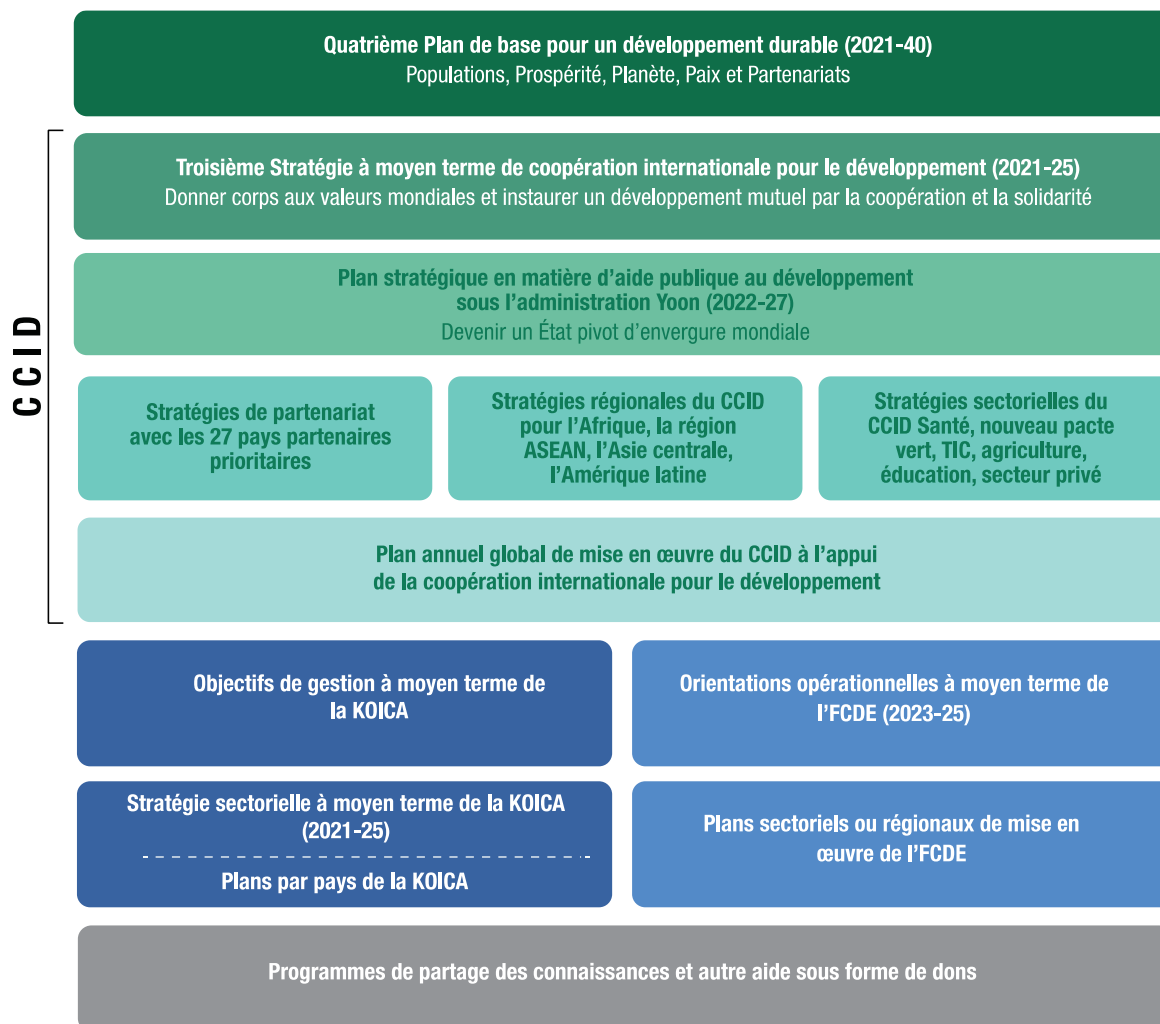 Quatrième Plan de base pour un développement durable (2021-40)
Populations, Prospérité, Planète, Paix et Partenariats
CCID
Troisième Stratégie à moyen terme de coopération internationale pour le développement (2021-25)
Donner corps aux valeurs mondiales et instaurer un développement mutuel par la coopération et la solidarité
Plan stratégique en matière d’aide publique au développement
sous l’administration Yoon (2022-27)
Devenir un État pivot d’envergure mondiale
Stratégies de partenariat
avec les 27 pays partenaires
prioritaires
Stratégies régionales du CCID
pour l’Afrique, la région
ASEAN, l’Asie centrale,
l’Amérique latine
Stratégies sectorielles du
CCID Santé, nouveau pacte
vert, TIC, agriculture,
éducation, secteur privé
Plan annuel global de mise en œuvre du CCID à l’appui
de la coopération internationale pour le développement
Objectifs de gestion à moyen terme de
la KOICA
Orientations opérationnelles à moyen terme de
l’FCDE (2023-25)
Stratégie sectorielle à moyen terme de la KOICA
(2021-25)
Plans par pays de la KOICA
Plans sectoriels ou régionaux de mise en
œuvre de l’FCDE
Programmes de partage des connaissances et autre aide sous forme de dons